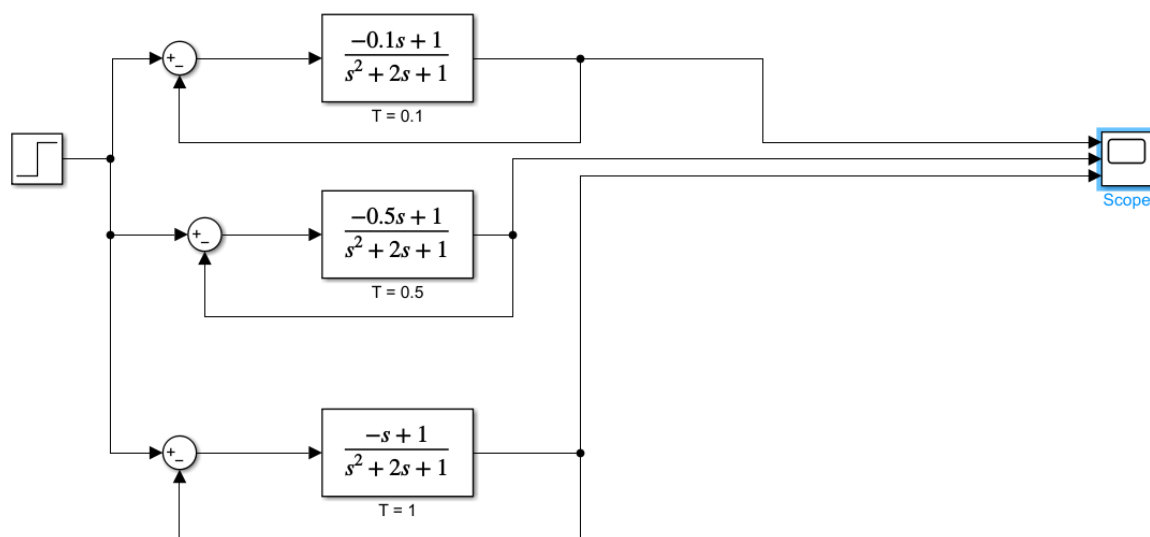 +
−
−0.1s + 1
s² + 2s + 1
T = 0.1
Scope
+
−
−0.5s + 1
s² + 2s + 1
T = 0.5
+
−
−s + 1
s² + 2s + 1
T = 1